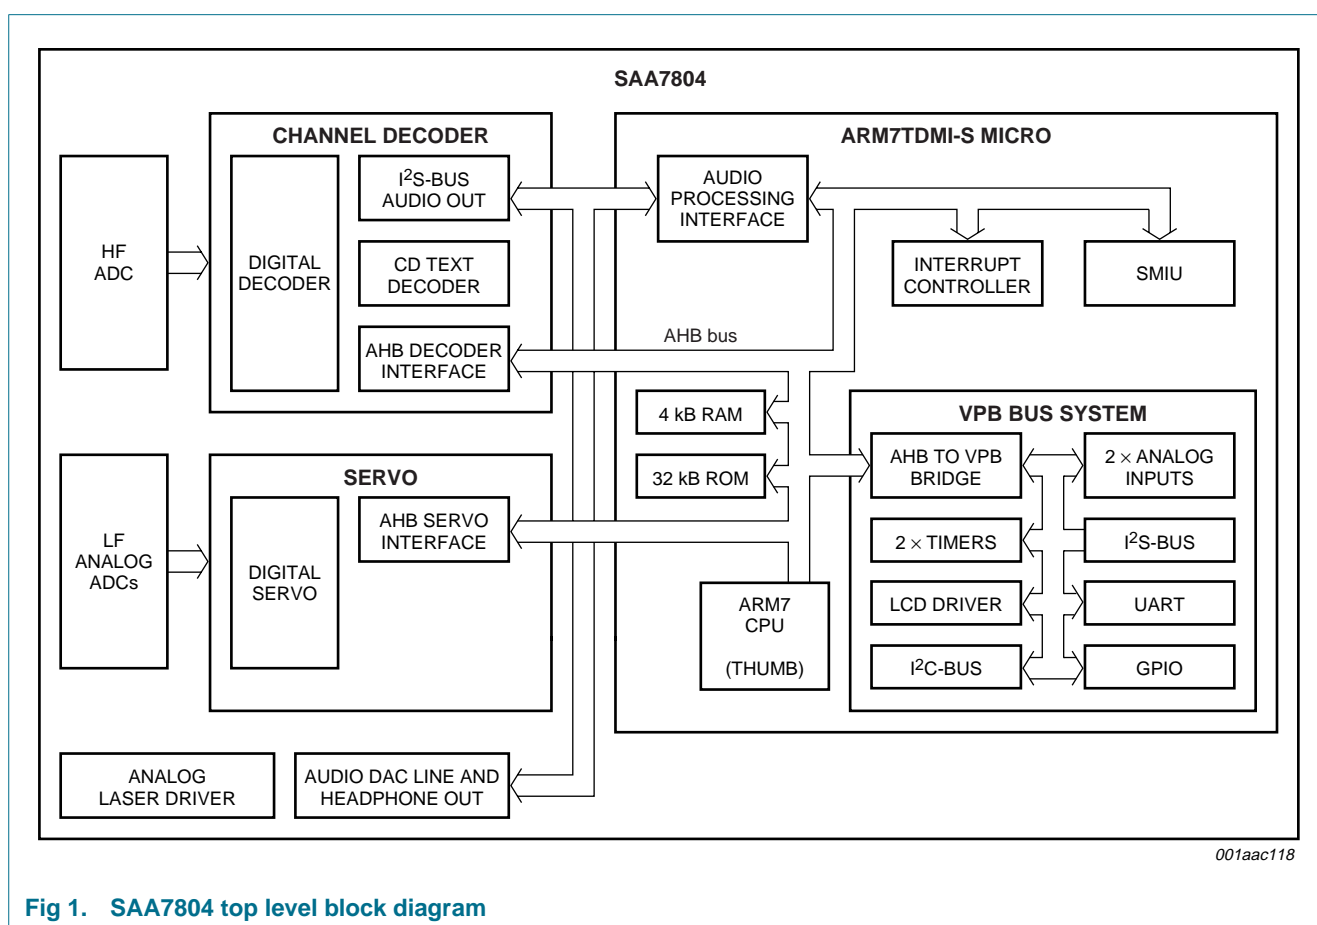 SAA7804
CHANNEL DECODER
HF
ADC
DIGITAL
DECODER
I²S-BUS
AUDIO OUT
CD TEXT
DECODER
AHB DECODER
INTERFACE
ARM7TDMI-S MICRO
AUDIO
PROCESSING
INTERFACE
INTERRUPT
CONTROLLER
SMIU
AHB bus
4 kB RAM
32 kB ROM
ARM7
CPU
(THUMB)
VPB BUS SYSTEM
AHB TO VPB
BRIDGE
2 × ANALOG
INPUTS
2 × TIMERS
I²S-BUS
LCD DRIVER
UART
I²C-BUS
GPIO
SERVO
LF
ANALOG
ADCs
DIGITAL
SERVO
AHB SERVO
INTERFACE
ANALOG
LASER DRIVER
AUDIO DAC LINE AND
HEADPHONE OUT
001aac118
Fig 1. SAA7804 top level block diagram